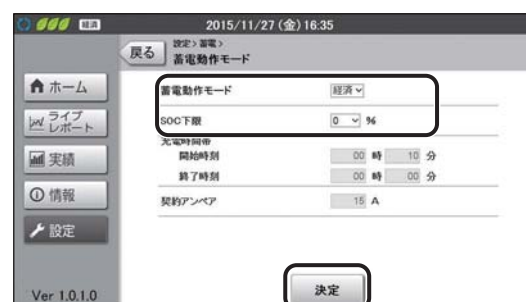 経済 2015/11/27 (金) 16:35
戻る
設定 > 蓄電 >
蓄電動作モード
ホーム
ライブ
レポート
実績
情報
設定
Ver 1.0.1.0
蓄電動作モード 経済
SOC下限 0 %
充電時間帯
開始時刻 00 時 10 分
終了時刻 00 時 00 分
契約アンペア 15 A
決定